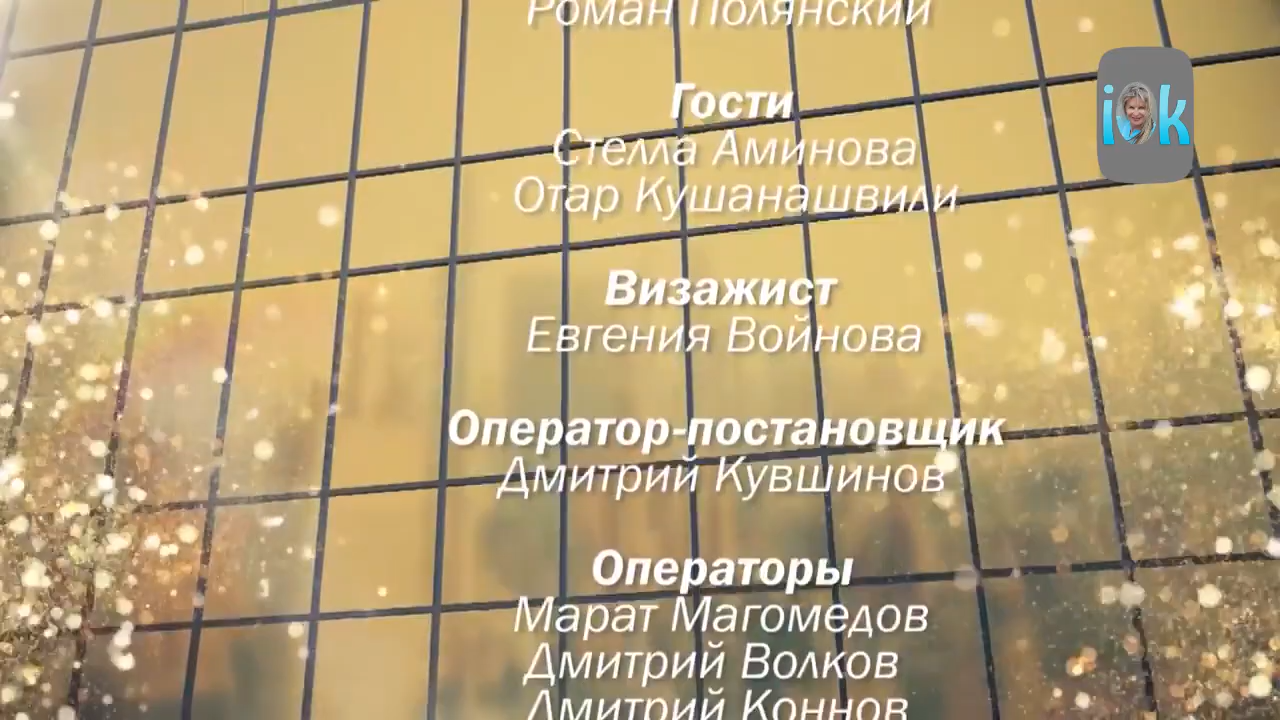 Роман Полянский
Гости
Стелла Аминова
Отар Кушанашвили
Визажист
Евгения Войнова
Оператор-постановщик
Дмитрий Кувшинов
Операторы
Марат Магомедов
Дмитрий Волков
Дмитрий Коннов
iok